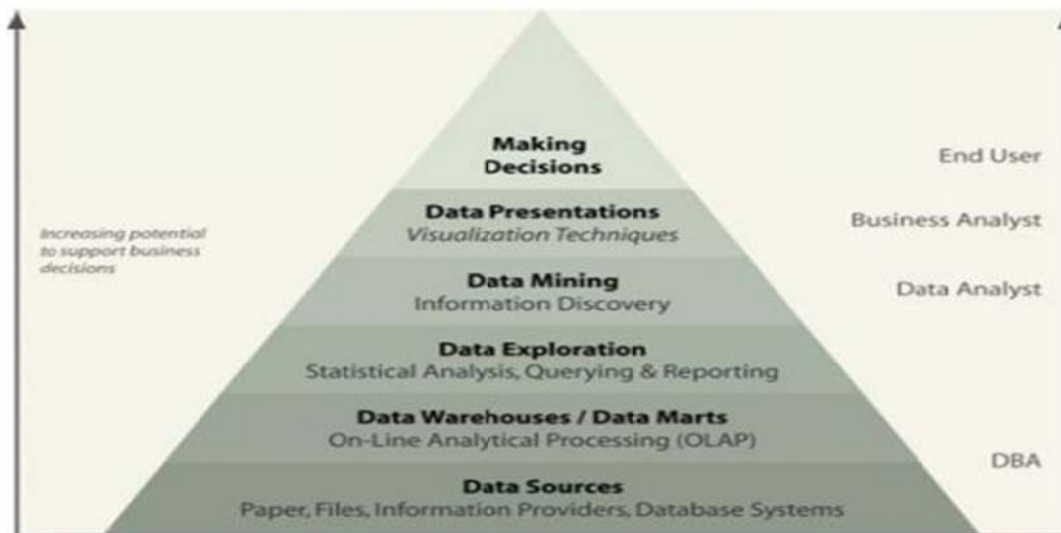 Making
Decisions
End User
Data Presentations
Visualization Techniques
Business Analyst
Increasing potential
to support business
decisions
Data Mining
Information Discovery
Data Analyst
Data Exploration
Statistical Analysis, Querying & Reporting
Data Warehouses / Data Marts
On-Line Analytical Processing (OLAP)
DBA
Data Sources
Paper, Files, Information Providers, Database Systems